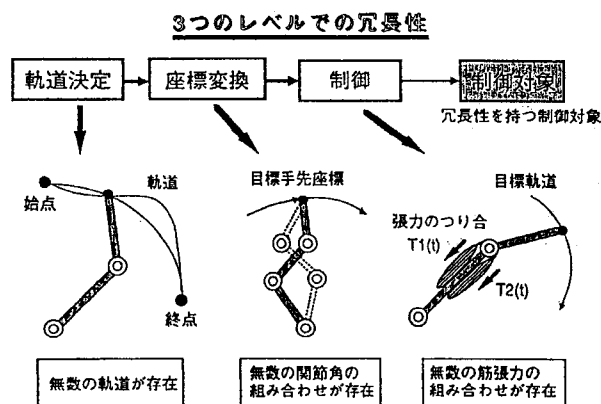 3つのレベルでの冗長性
軌道決定
座標変換
制御
制御対象
冗長性を持つ制御対象
軌道
始点
終点
目標手先座標
目標軌道
張力のつり合
T1(t)
T2(t)
無数の軌道が存在
無数の関節角の
組み合わせが存在
無数の筋張力の
組み合わせが存在